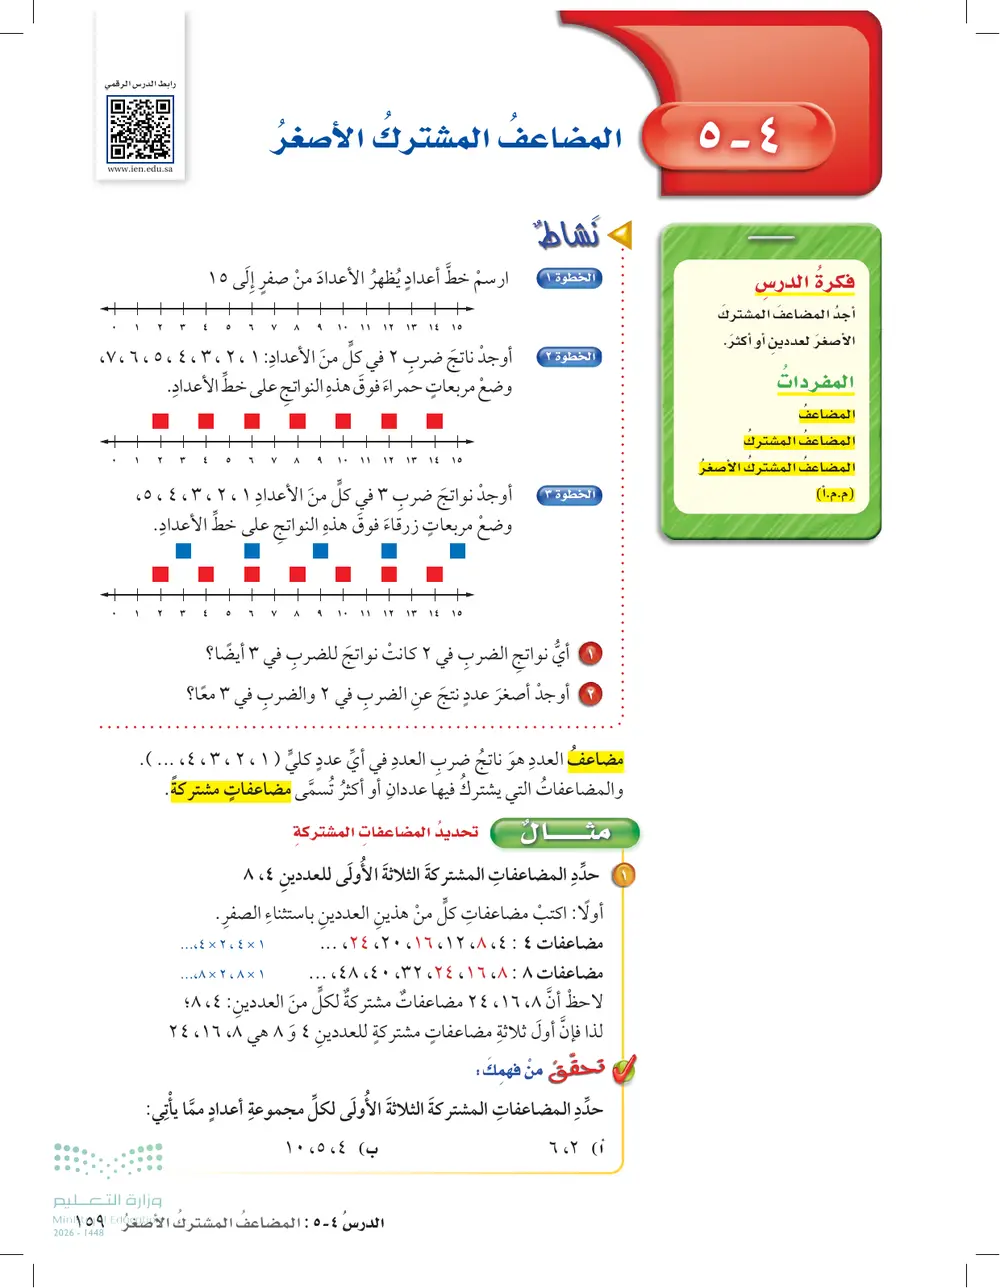 رابط الدرس الرقمي
www.ien.edu.sa
٤ - ٥
المضاعفُ المشتركُ الأصغرُ
فكرةُ الدرسِ
أجدُ المضاعفَ المشتركَ
الأصغرَ لعددينِ أو أكثرَ.
المفرداتُ
المضاعفُ
المضاعفُ المشتركُ
المضاعفُ المشتركُ الأصغرُ
(م.م.أ)
نَشاطٌ
الخطوة ١ ارسمْ خطَّ أعدادٍ يُظهرُ الأعدادَ منْ صفرٍ إِلَى ١٥
٠ ١ ٢ ٣ ٤ ٥ ٦ ٧ ٨ ٩ ١٠ ١١ ١٢ ١٣ ١٤ ١٥
الخطوة ٢ أوجدْ ناتجَ ضربِ ٢ في كلٍّ منَ الأعدادِ: ١ ، ٢ ، ٣ ، ٤ ، ٥ ، ٦ ، ٧،
وضعْ مربعاتٍ حمراءَ فوقَ هذهِ النواتجِ على خطِّ الأعدادِ.
٠ ١ ٢ ٣ ٤ ٥ ٦ ٧ ٨ ٩ ١٠ ١١ ١٢ ١٣ ١٤ ١٥
الخطوة ٣ أوجدْ نواتجَ ضربِ ٣ في كلٍّ منَ الأعدادِ ١ ، ٢ ، ٣ ، ٤ ، ٥،
وضعْ مربعاتٍ زرقاءَ فوقَ هذهِ النواتجِ على خطِّ الأعدادِ.
٠ ١ ٢ ٣ ٤ ٥ ٦ ٧ ٨ ٩ ١٠ ١١ ١٢ ١٣ ١٤ ١٥
١ أيُّ نواتجِ الضربِ في ٢ كانتْ نواتجَ للضربِ في ٣ أيضًا؟
٢ أوجدْ أصغرَ عددٍ نتجَ عنِ الضربِ في ٢ والضربِ في ٣ معًا؟
مضاعفُ العددِ هوَ ناتجُ ضربِ العددِ في أيِّ عددٍ كليٍّ ( ١ ، ٢ ، ٣ ، ٤، ... ).
والمضاعفاتُ التي يشتركُ فيها عددانِ أو أكثرُ تُسمَّى مضاعفاتٍ مشتركةً.
مثــــالٌ تحديدُ المضاعفاتِ المشتركةِ
١ حدِّدِ المضاعفاتِ المشتركةَ الثلاثةَ الأُولَى للعددينِ ٤، ٨
أولًا: اكتبْ مضاعفاتِ كلٍّ منْ هذينِ العددينِ باستثناءِ الصفرِ.
مضاعفات ٤ : ٤، ٨، ١٢، ١٦، ٢٠، ٢٤، ... ١ × ٤ ، ٢ × ٤،...
مضاعفات ٨ : ٨، ١٦، ٢٤، ٣٢، ٤٠، ٤٨، ... ١ × ٨ ، ٢ × ٨،...
لاحظْ أنَّ ٨، ١٦، ٢٤ مضاعفاتٌ مشتركةٌ لكلٍّ منَ العددينِ: ٤، ٨؛
لذا فإنَّ أولَ ثلاثةِ مضاعفاتٍ مشتركةٍ للعددينِ ٤ وَ ٨ هي ٨، ١٦، ٢٤
تحقَّقْ منْ فهمِكَ:
حدِّدِ المضاعفاتِ المشتركةَ الثلاثةَ الأُولَى لكلِّ مجموعةِ أعدادٍ ممَّا يأْتِي:
أ) ٢، ٦ ب) ٤، ٥، ١٠
وزارة التعليم
Ministry of Education
2026 - 1448
الدرسُ ٤-٥ : المضاعفُ المشتركُ الأصغرُ ١٥٩